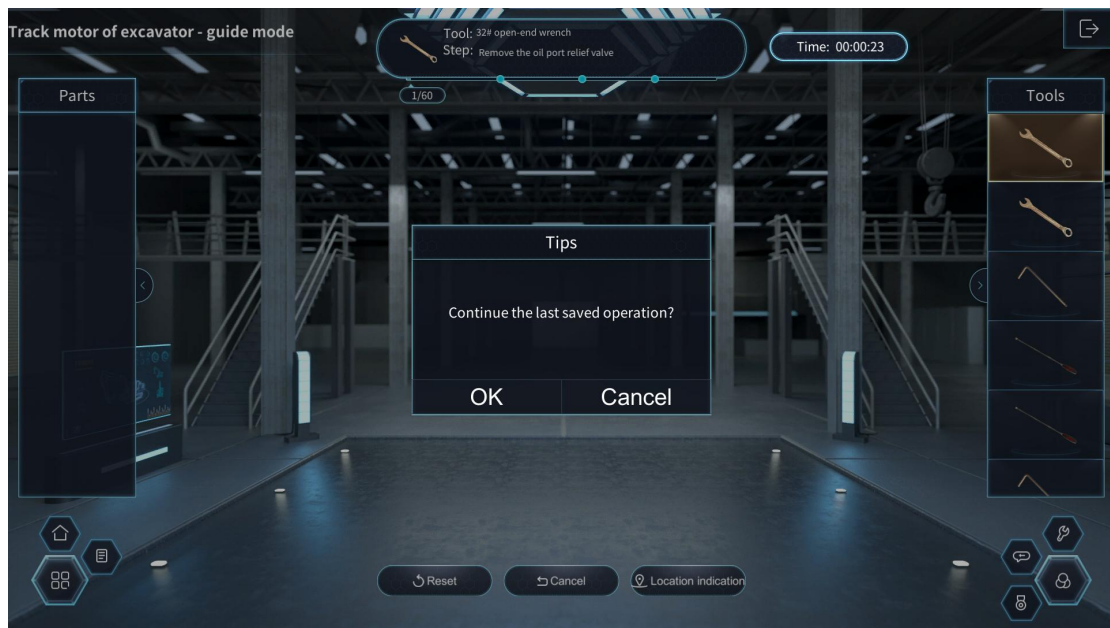 Track motor of excavator - guide mode
Tool: 32# open-end wrench
Step: Remove the oil port relief valve
Time: 00:00:23
1/60
Parts
Tools
Tips
Continue the last saved operation?
OK
Cancel
Reset
Cancel
Location indication